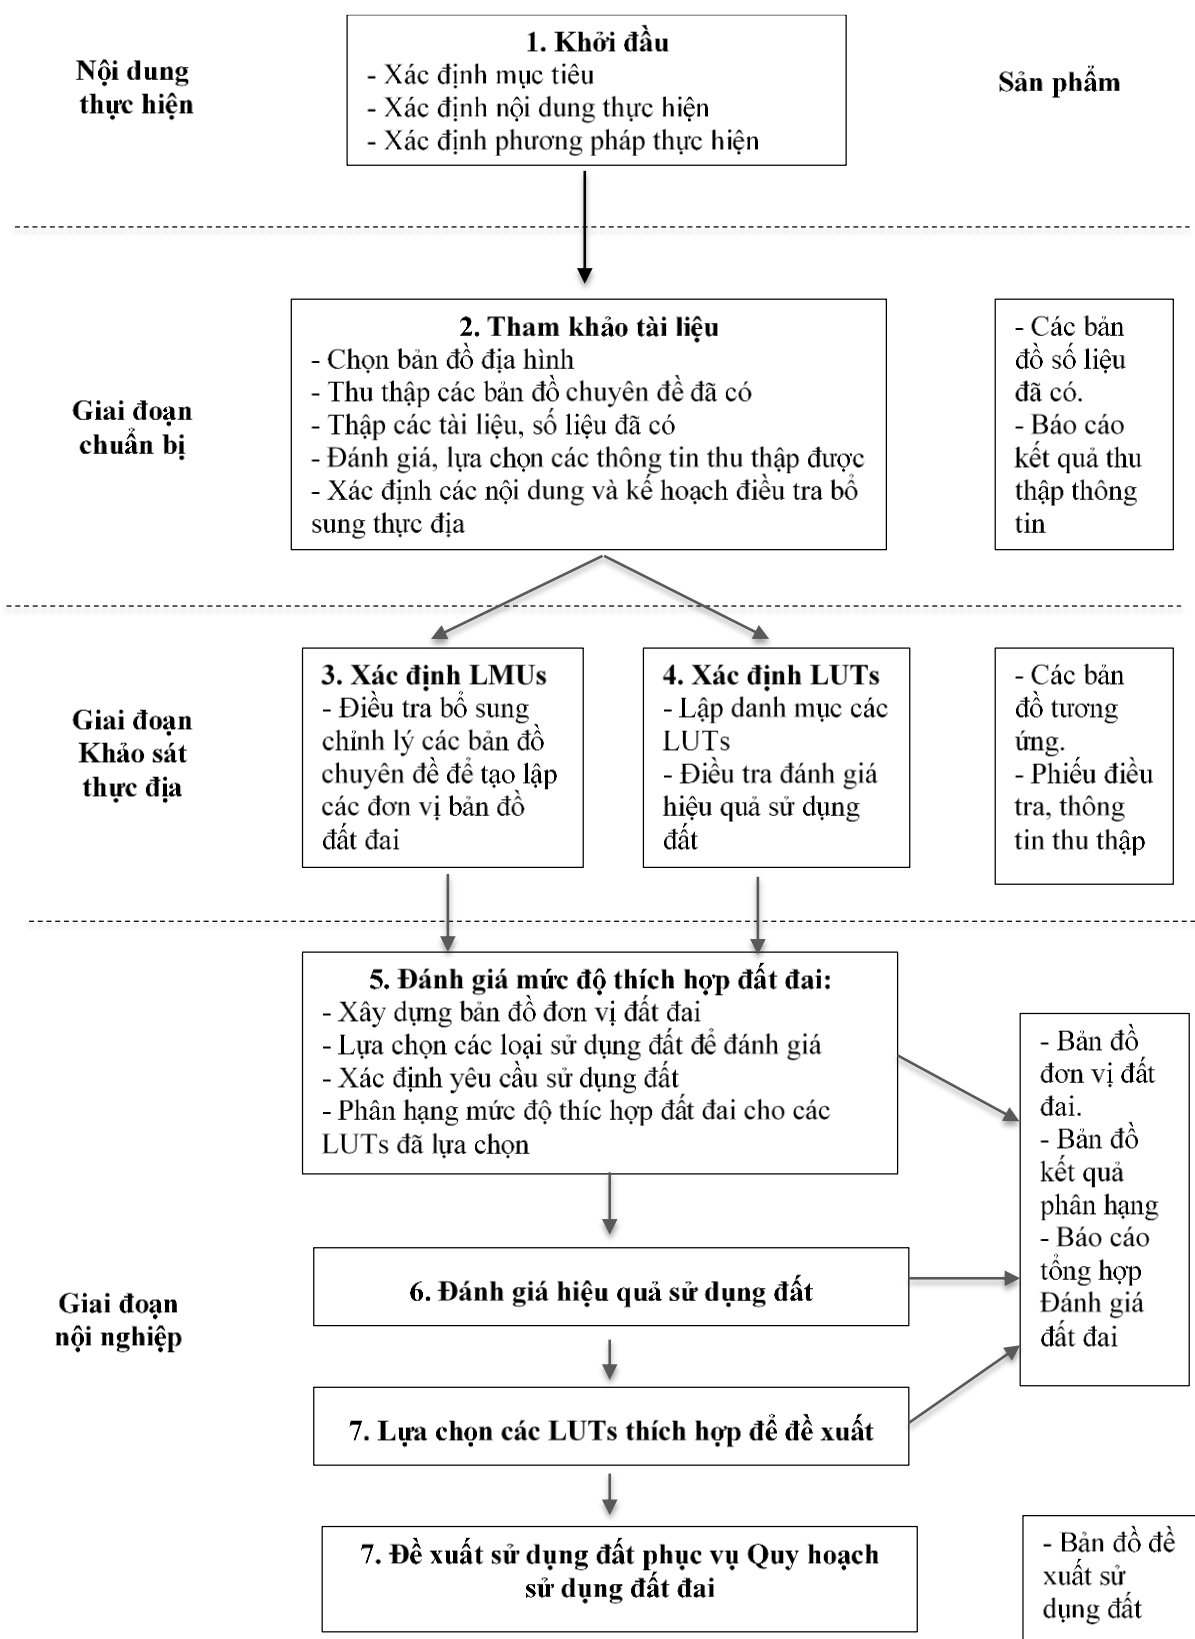 Nội dung
thực hiện
1. Khởi đầu
- Xác định mục tiêu
- Xác định nội dung thực hiện
- Xác định phương pháp thực hiện
Sản phẩm
Giai đoạn
chuẩn bị
2. Tham khảo tài liệu
- Chọn bản đồ địa hình
- Thu thập các bản đồ chuyên đề đã có
- Thập các tài liệu, số liệu đã có
- Đánh giá, lựa chọn các thông tin thu thập được
- Xác định các nội dung và kế hoạch điều tra bổ
sung thực địa
- Các bản
đồ số liệu
đã có.
- Báo cáo
kết quả thu
thập thông
tin
Giai đoạn
Khảo sát
thực địa
3. Xác định LMUs
- Điều tra bổ sung
chỉnh lý các bản đồ
chuyên đề để tạo lập
các đơn vị bản đồ
đất đai
4. Xác định LUTs
- Lập danh mục các
LUTs
- Điều tra đánh giá
hiệu quả sử dụng
đất
- Các bản
đồ tương
ứng.
- Phiếu điều
tra, thông
tin thu thập
Giai đoạn
nội nghiệp
5. Đánh giá mức độ thích hợp đất đai:
- Xây dựng bản đồ đơn vị đất đai
- Lựa chọn các loại sử dụng đất để đánh giá
- Xác định yêu cầu sử dụng đất
- Phân hạng mức độ thíc hợp đất đai cho các
LUTs đã lựa chọn
6. Đánh giá hiệu quả sử dụng đất
7. Lựa chọn các LUTs thích hợp để đề xuất
- Bản đồ
đơn vị đất
đai.
- Bản đồ
kết quả
phân hạng
- Báo cáo
tổng hợp
Đánh giá
đất đai
7. Đề xuất sử dụng đất phục vụ Quy hoạch
sử dụng đất đai
- Bản đồ đề
xuất sử
dụng đất